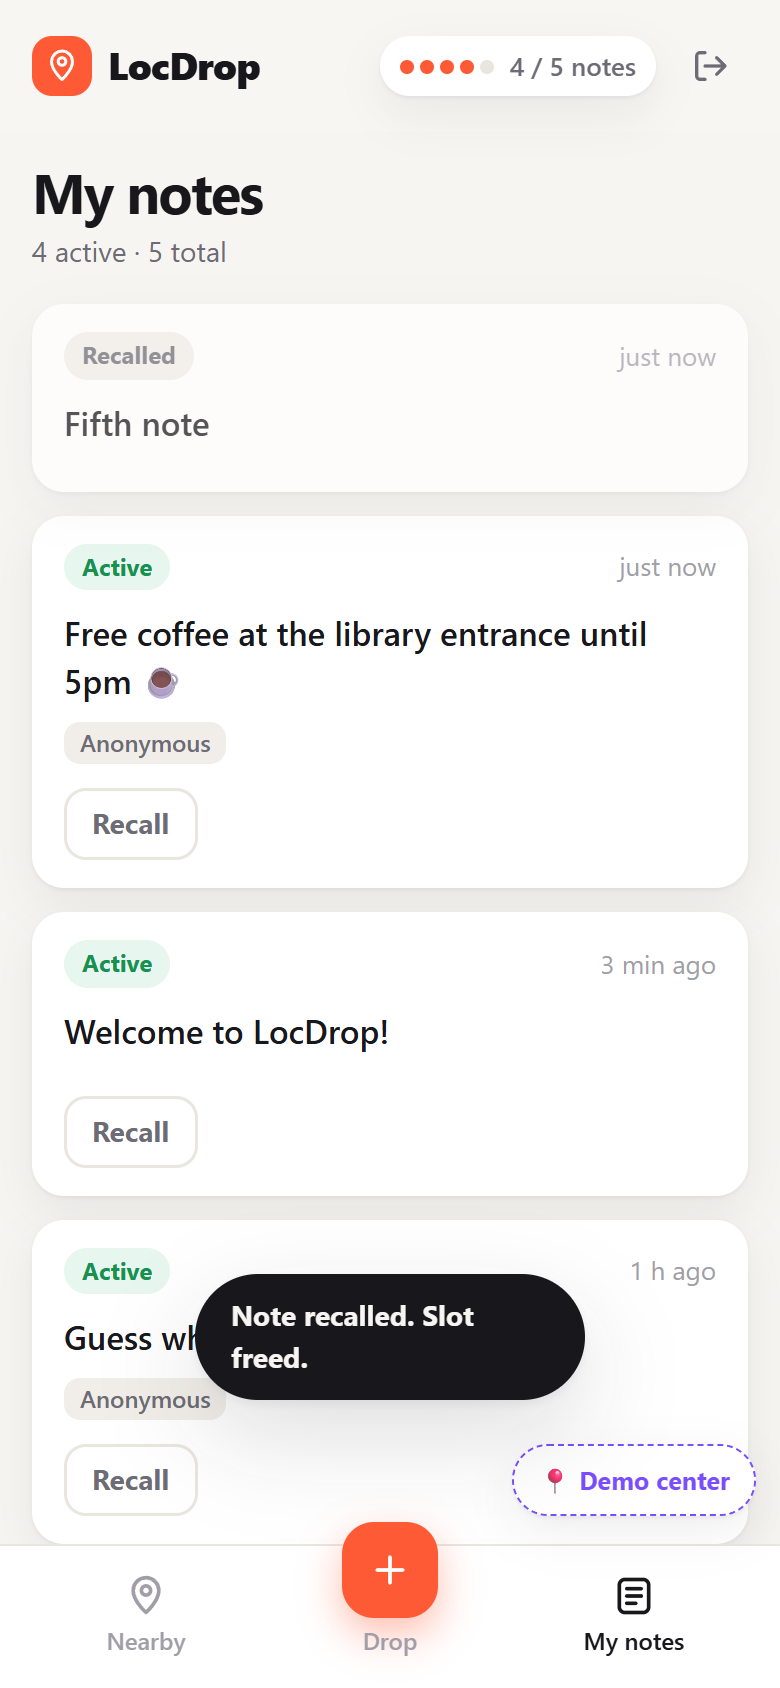 LocDrop
4 / 5 notes
My notes
4 active · 5 total
Recalled
just now
Fifth note
Active
just now
Free coffee at the library entrance until
5pm ☕
Anonymous
Recall
Active
3 min ago
Welcome to LocDrop!
Recall
Active
1 h ago
Guess
Note recalled. Slot
freed.
Anonymous
Recall
📍 Demo center
Nearby
Drop
My notes